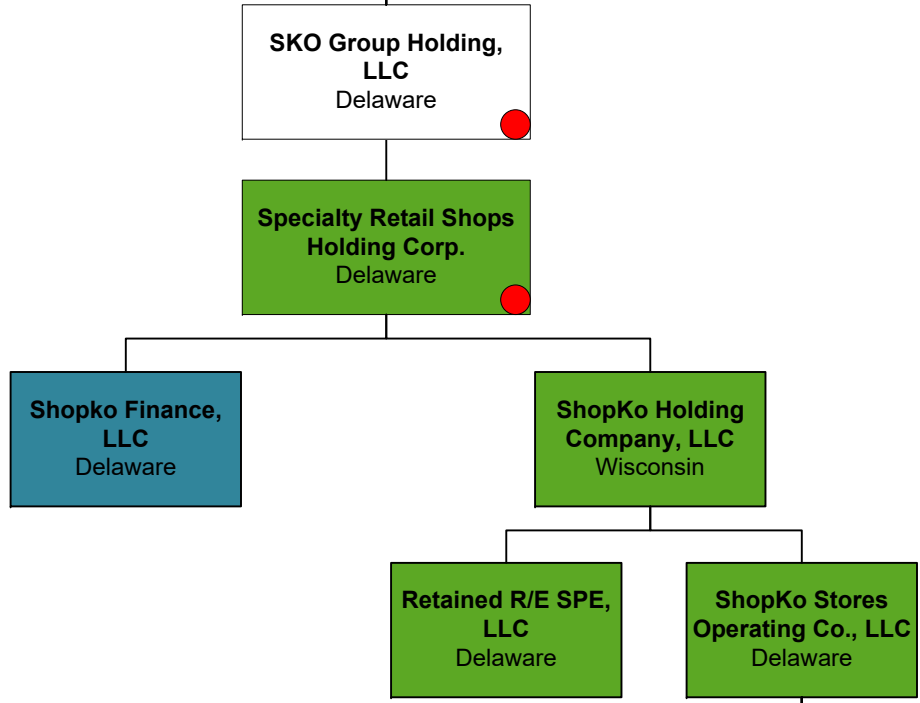 SKO Group Holding,
LLC
Delaware
Specialty Retail Shops
Holding Corp.
Delaware
Shopko Finance,
LLC
Delaware
ShopKo Holding
Company, LLC
Wisconsin
Retained R/E SPE,
LLC
Delaware
ShopKo Stores
Operating Co., LLC
Delaware